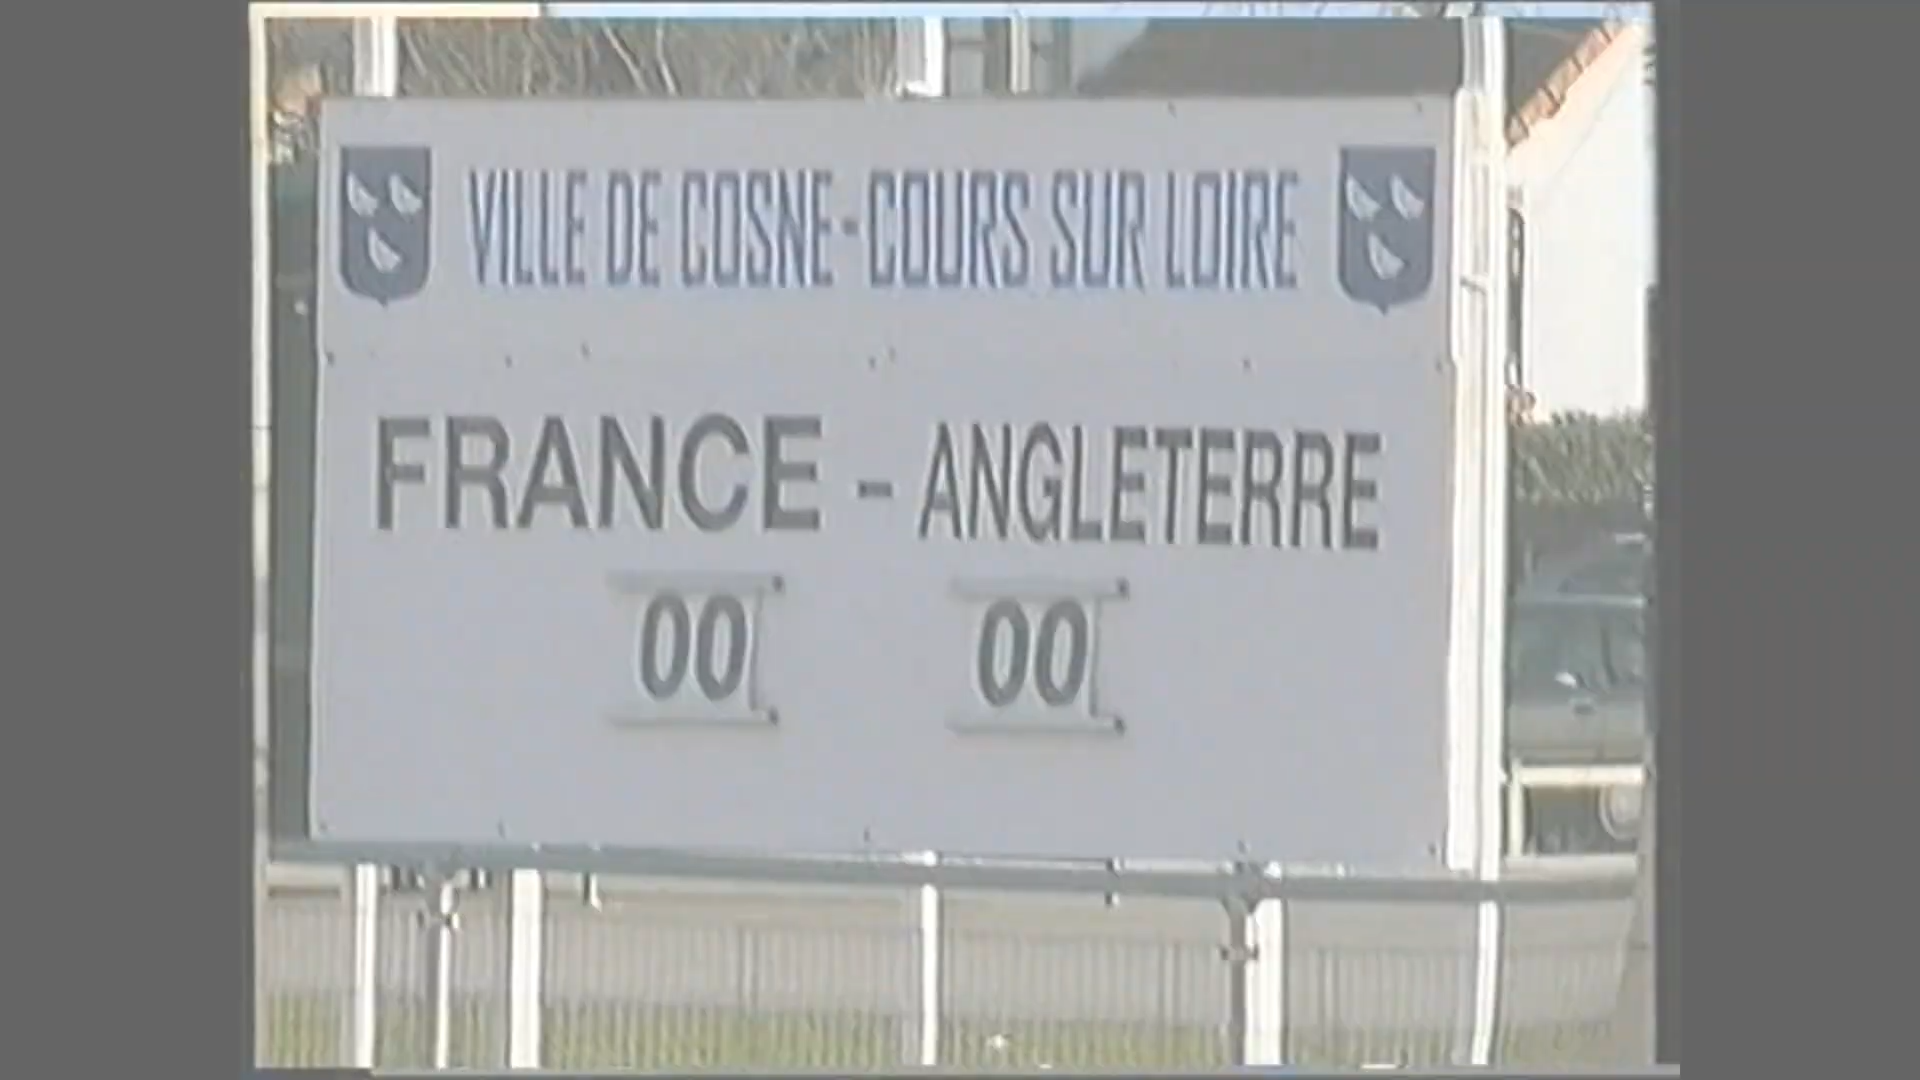 VILLE DE COSNE-COURS SUR LOIRE
FRANCE - ANGLETERRE
00 00